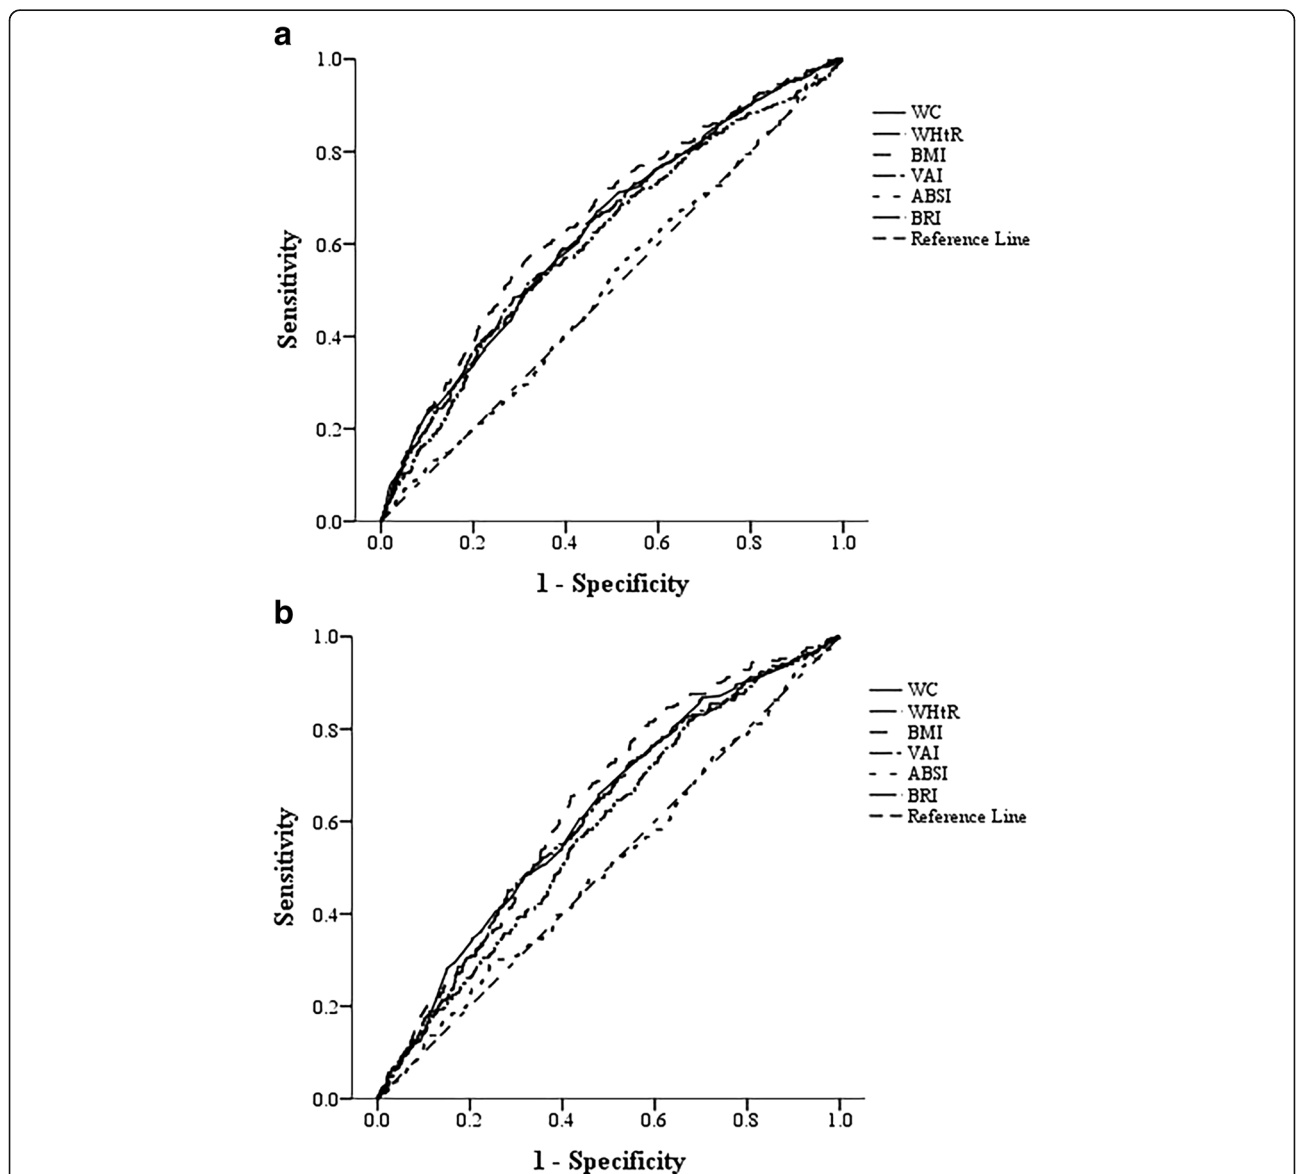 a
1.0
0.8
0.6
0.4
0.2
0.0
Sensitivity
0.0 0.2 0.4 0.6 0.8 1.0
1 - Specificity
WC
WHtR
BMI
VAI
ABSI
BRI
Reference Line
b
1.0
0.8
0.6
0.4
0.2
0.0
Sensitivity
0.0 0.2 0.4 0.6 0.8 1.0
1 - Specificity
WC
WHtR
BMI
VAI
ABSI
BRI
Reference Line